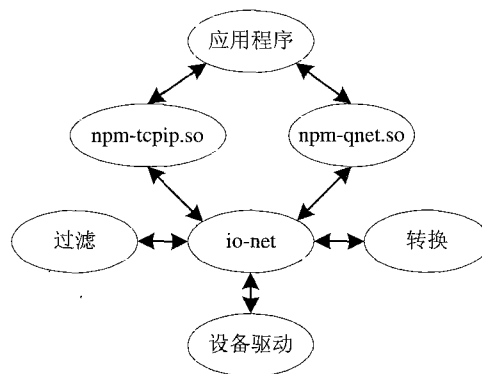 应用程序
npm-tcpip.so
npm-qnet.so
过滤
io-net
转换
设备驱动